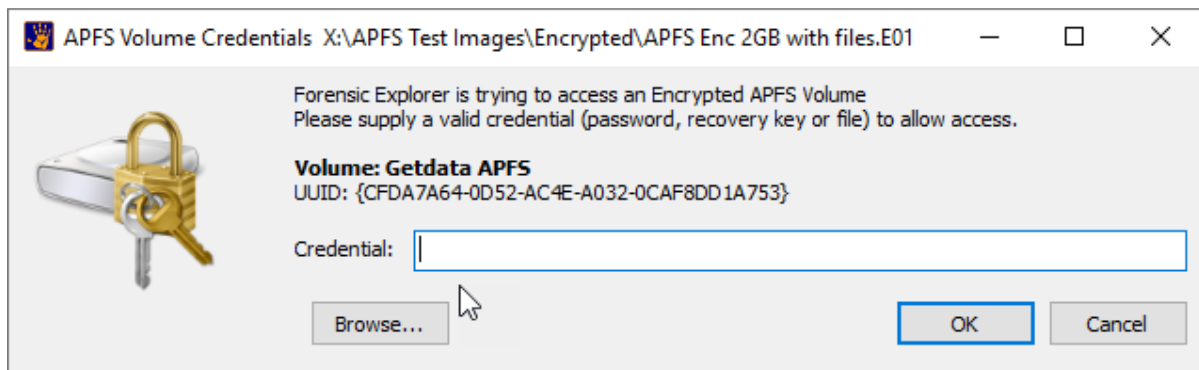 APFS Volume Credentials X:\APFS Test Images\Encrypted\APFS Enc 2GB with files.E01
Forensic Explorer is trying to access an Encrypted APFS Volume
Please supply a valid credential (password, recovery key or file) to allow access.
Volume: Getdata APFS
UUID: {CFDA7A64-0D52-AC4E-A032-0CAF8DD1A753}
Credential:
Browse...
OK
Cancel